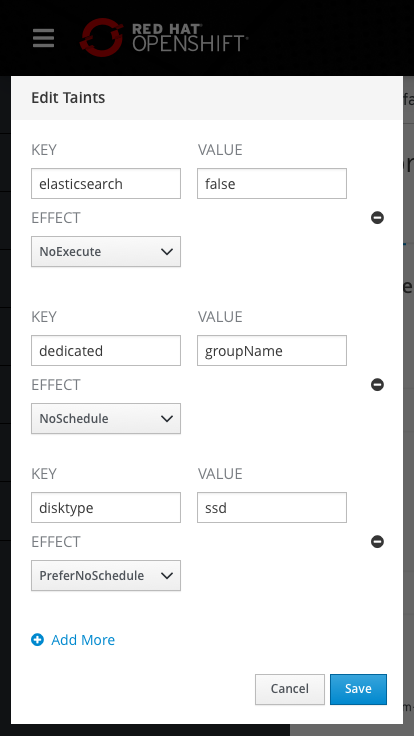 RED HAT®
OPENSHIFT
Edit Taints
KEY VALUE
elasticsearch false
EFFECT
NoExecute
KEY VALUE
dedicated groupName
EFFECT
NoSchedule
KEY VALUE
disktype ssd
EFFECT
PreferNoSchedule
Add More
Cancel Save